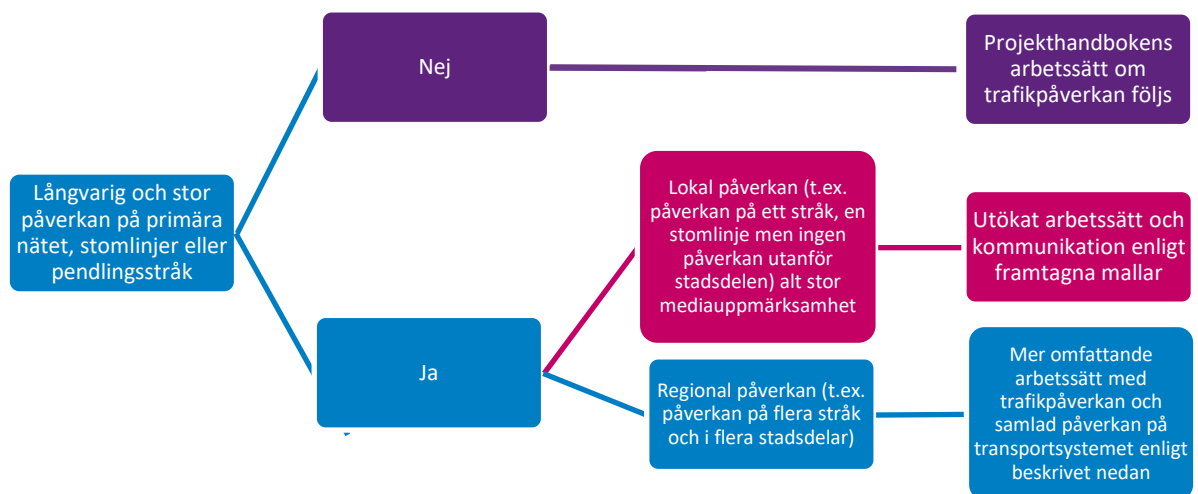 Långvarig och stor
påverkan på primära
nätet, stomlinjer eller
pendlingsstråk
Nej
Projekthandbokens
arbetssätt om
trafikpåverkan följs
Ja
Lokal påverkan (t.ex.
påverkan på ett stråk, en
stomlinje men ingen
påverkan utanför
stadsdelen) alt stor
mediauppmärksamhet
Utökat arbetssätt och
kommunikation enligt
framtagna mallar
Regional påverkan (t.ex.
påverkan på flera stråk
och i flera stadsdelar)
Mer omfattande
arbetssätt med
trafikpåverkan och
samlad påverkan på
transportsystemet enligt
beskrivet nedan